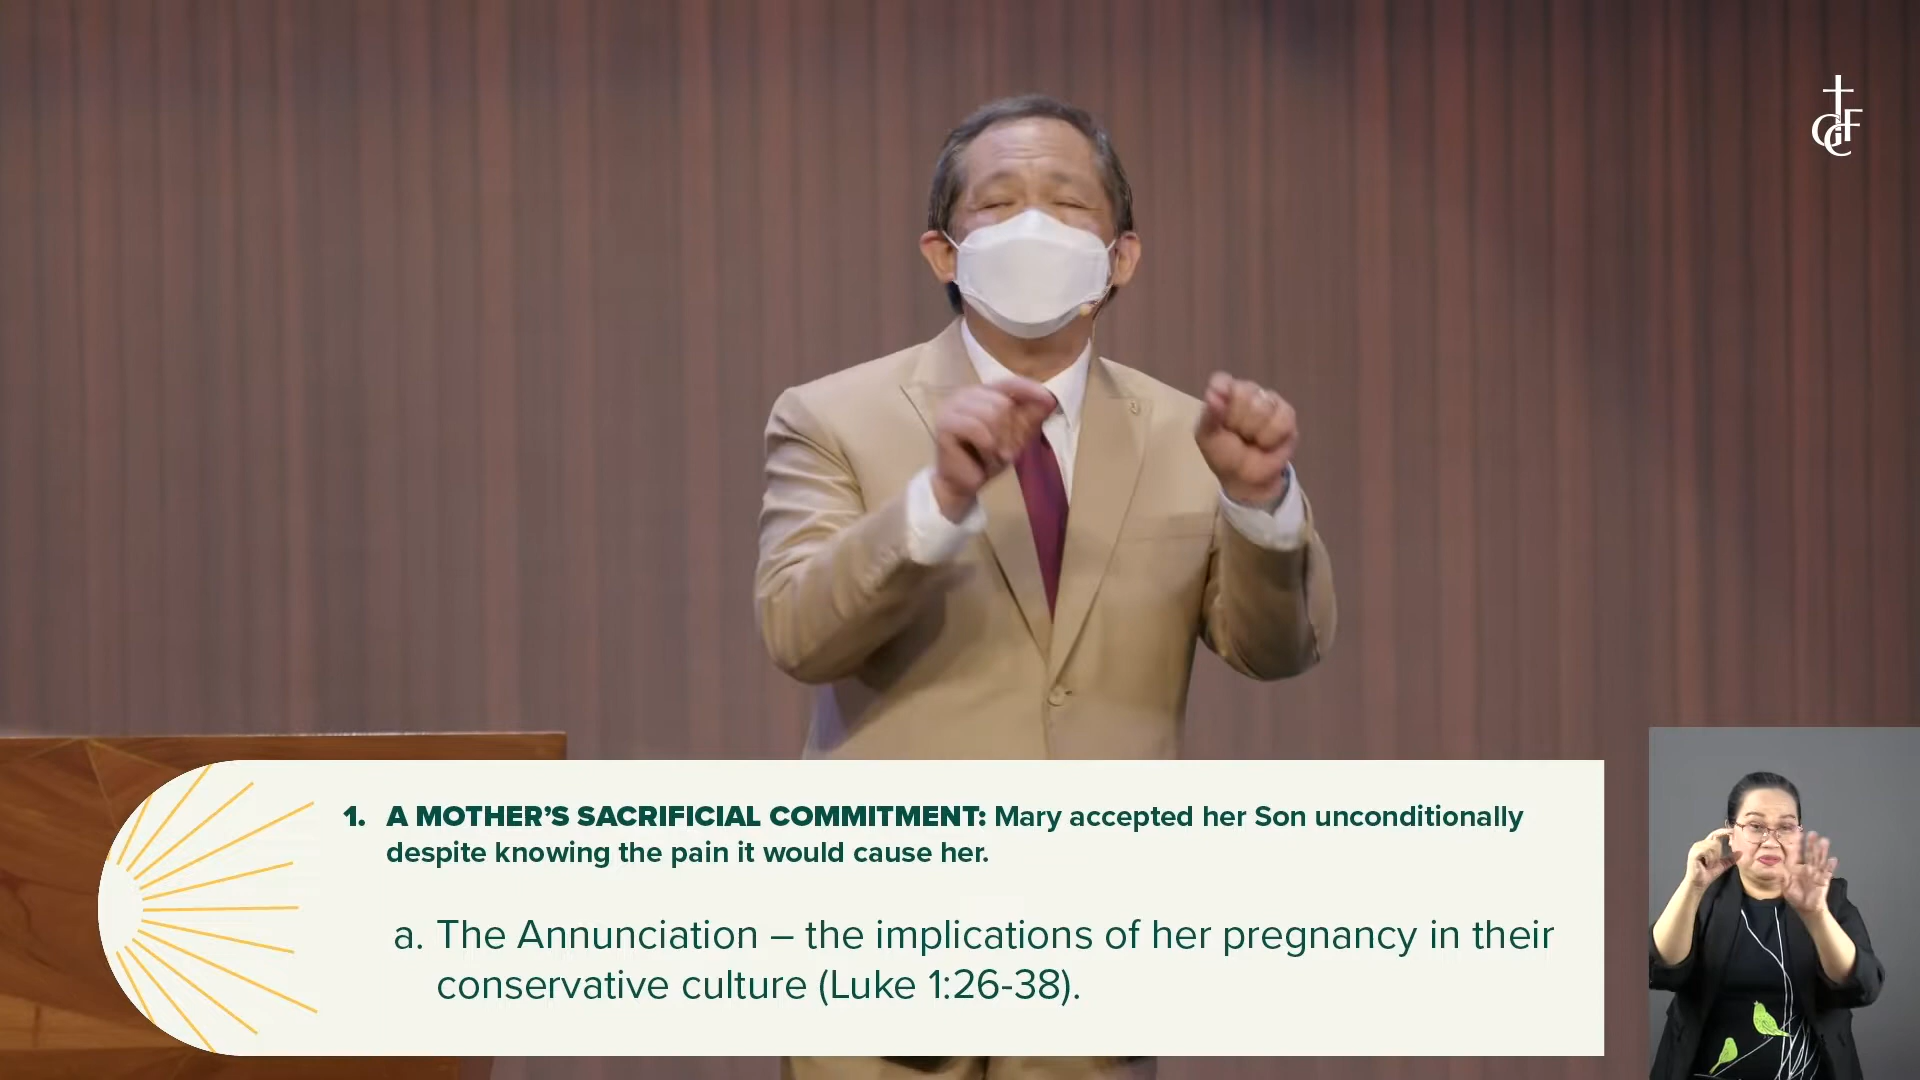 GCF
1. A MOTHER'S SACRIFICIAL COMMITMENT: Mary accepted her Son unconditionally
despite knowing the pain it would cause her.
a. The Annunciation – the implications of her pregnancy in their
conservative culture (Luke 1:26-38).